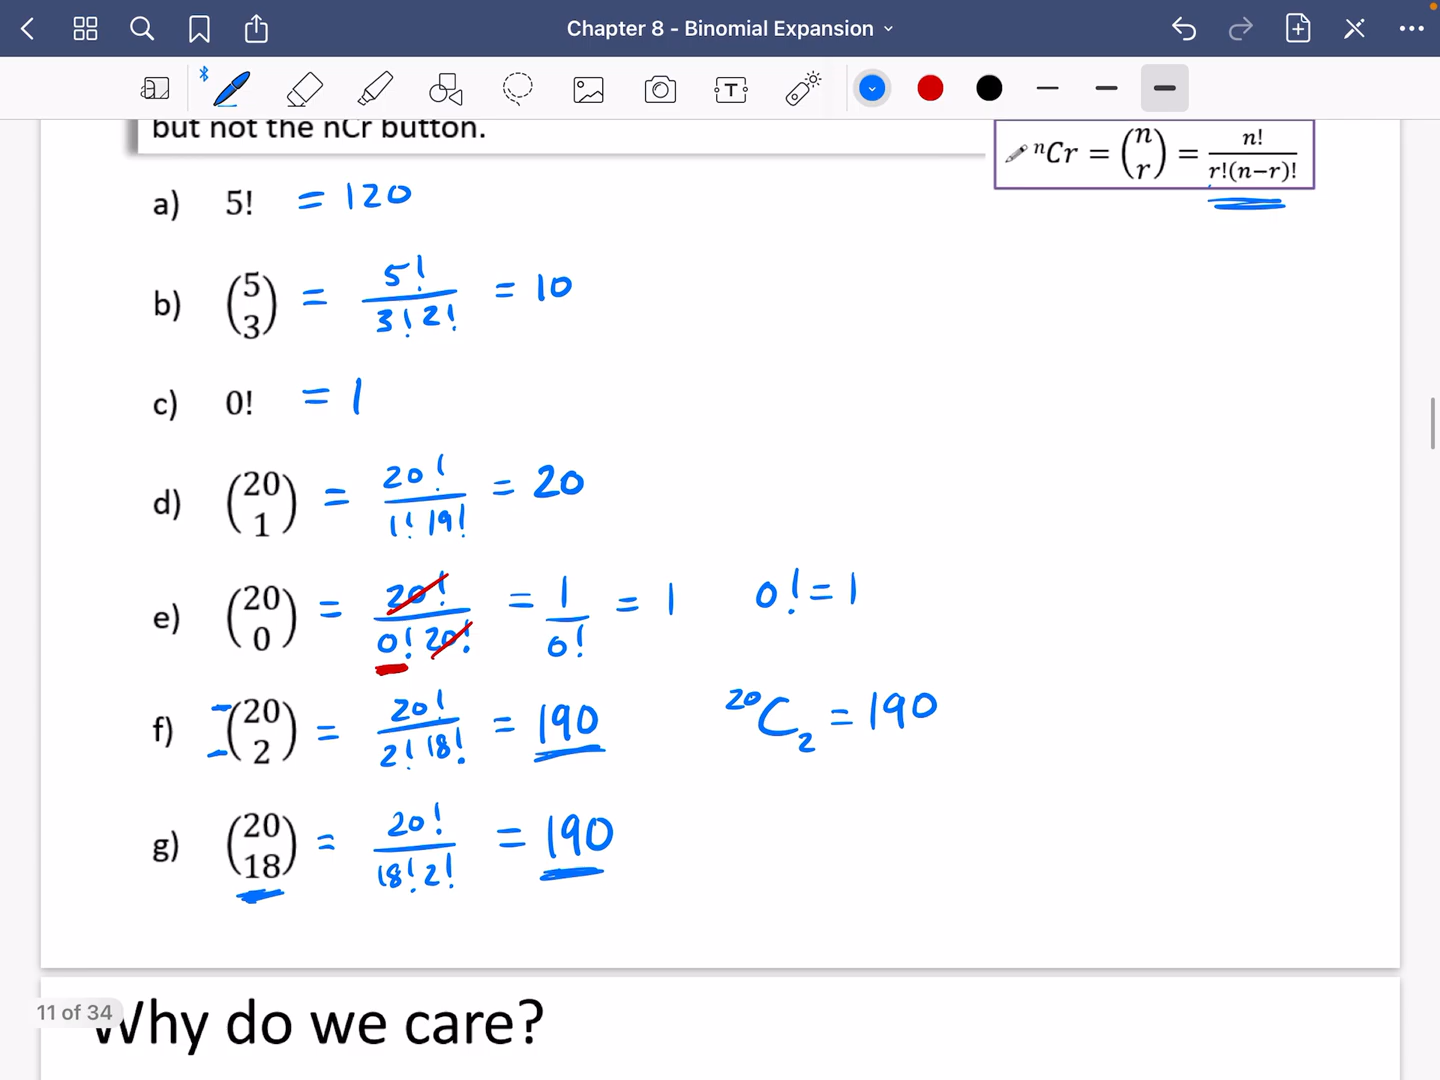 Chapter 8 - Binomial Expansion
but not the nCr button.
ⁿCr = (n r) = n! / r!(n−r)!
a) 5! = 120
b) (5 3) = 5! / 3! 2! = 10
c) 0! = 1
d) (20 1) = 20! / 1! 19! = 20
e) (20 0) = 20! / 0! 20! = 1 / 0! = 1 0! = 1
f) (20 2) = 20! / 2! 18! = 190 ²⁰C₂ = 190
g) (20 18) = 20! / 18! 2! = 190
11 of 34
Why do we care?